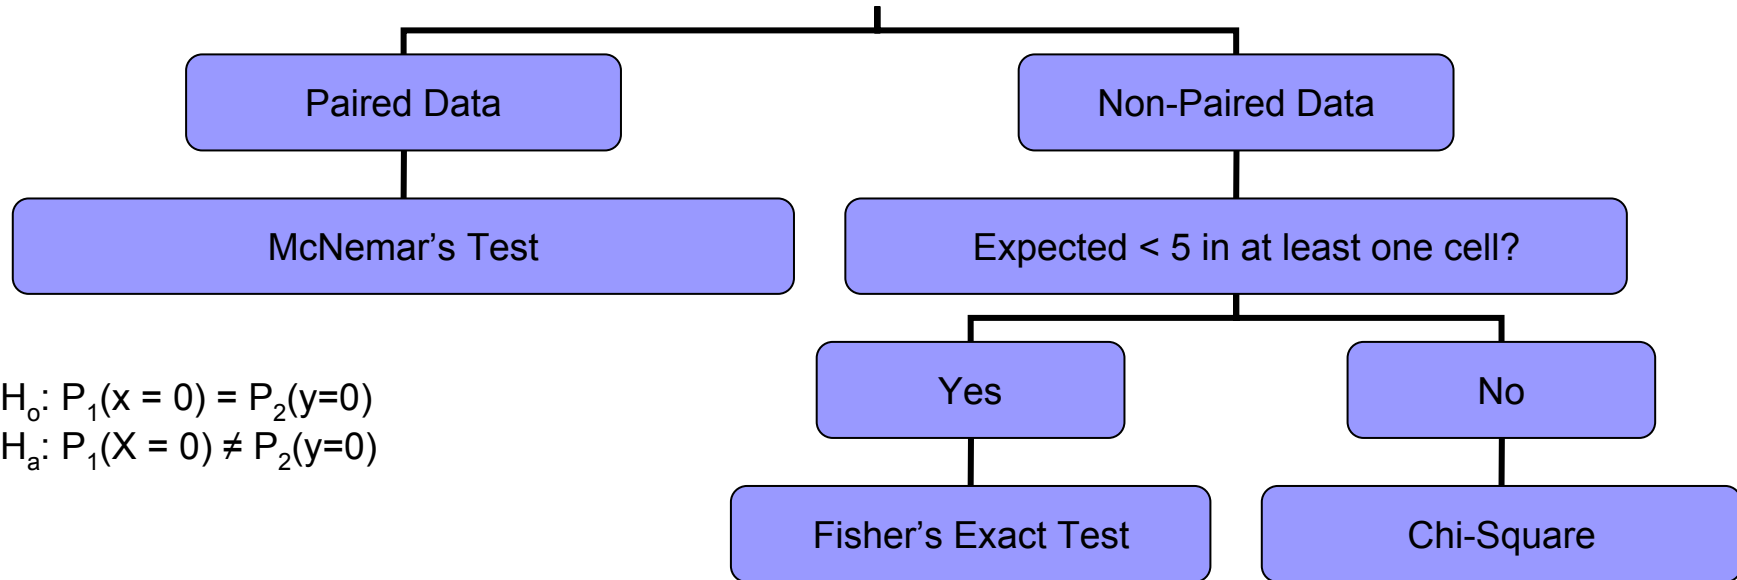 Paired Data
Non-Paired Data
McNemar’s Test
Expected < 5 in at least one cell?
Yes
No
Hₒ: P₁(x = 0) = P₂(y=0)
Hₐ: P₁(X = 0) ≠ P₂(y=0)
Fisher’s Exact Test
Chi-Square